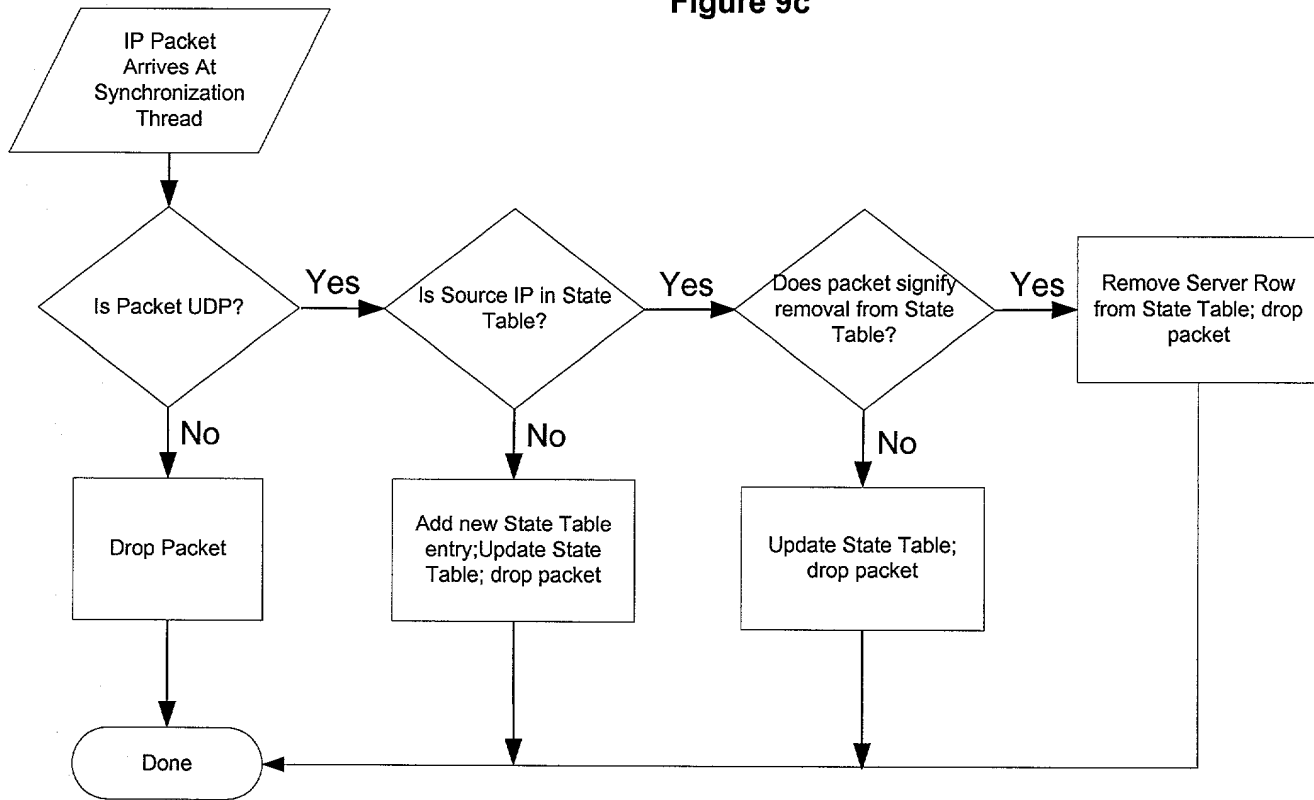 Figure 9c
IP Packet
Arrives At
Synchronization
Thread
Is Packet UDP?
Yes
Is Source IP in State
Table?
Yes
Does packet signify
removal from State
Table?
Yes
Remove Server Row
from State Table; drop
packet
No
No
No
Drop Packet
Add new State Table
entry;Update State
Table; drop packet
Update State Table;
drop packet
Done